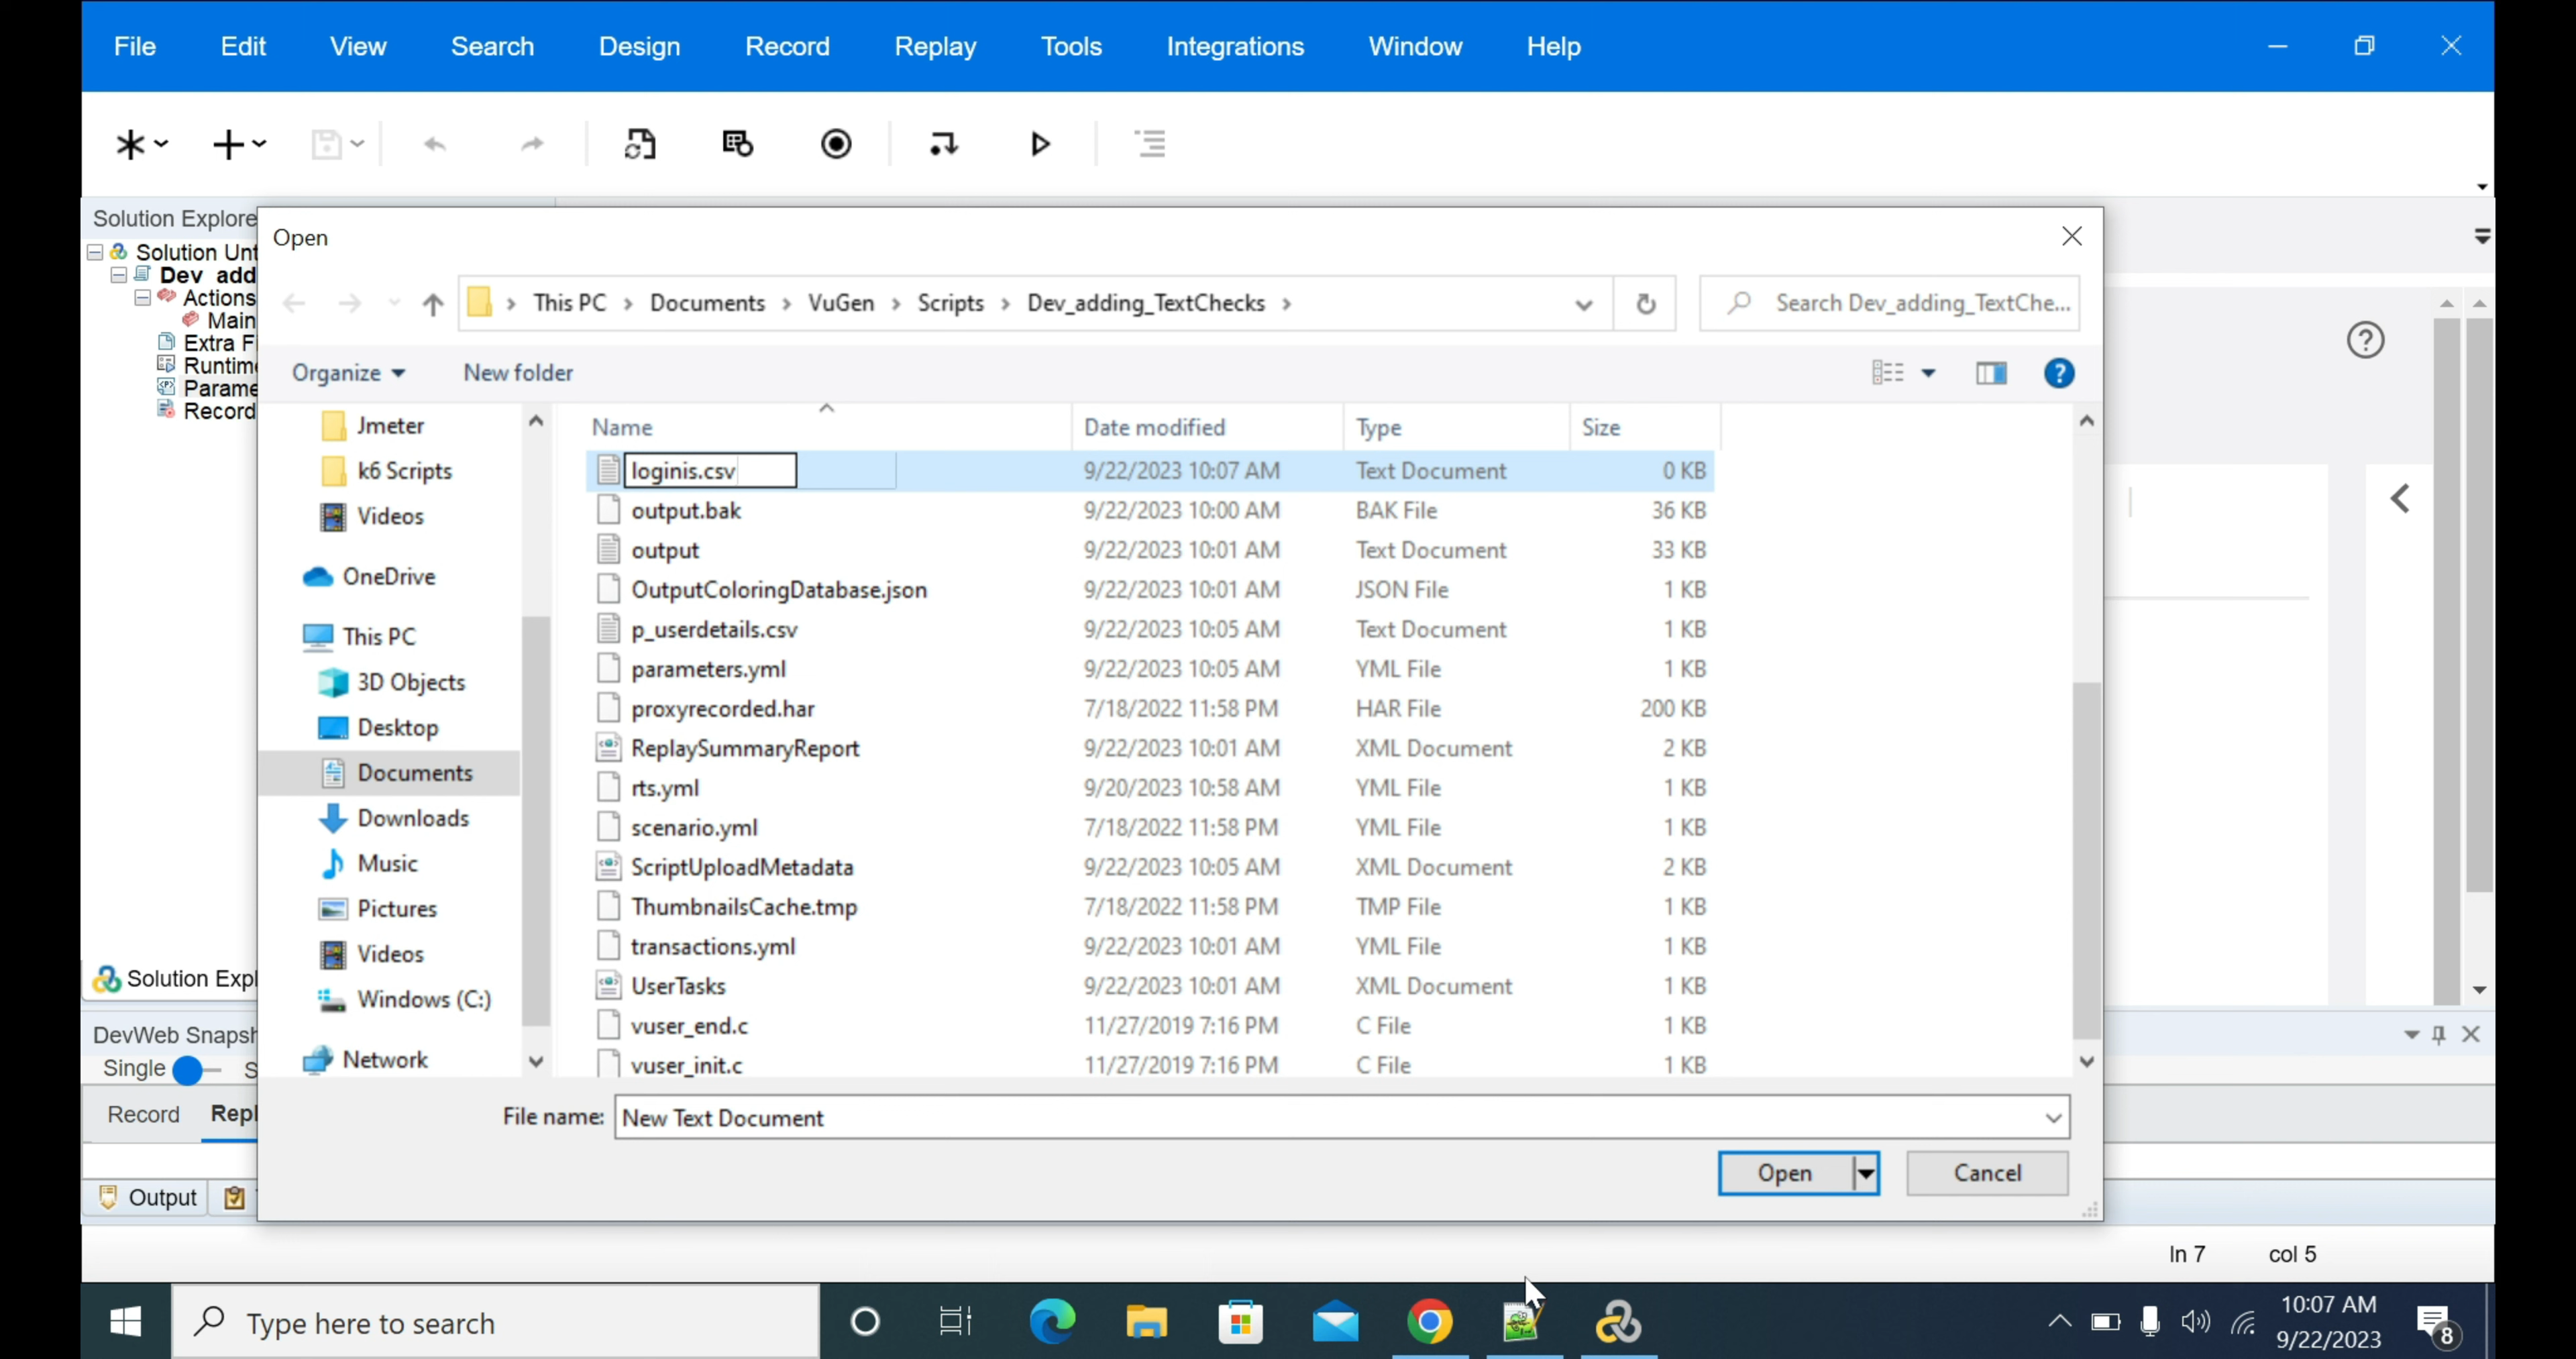 File Edit View Search Design Record Replay Tools Integrations Window Help
Solution Explore
Solution Unt
Dev_add
Actions
Main
Extra Fi
Runtime
Parame
Record
Solution Expl
DevWeb Snapsh
Single S
Record Repl
Output
Open
This PC > Documents > VuGen > Scripts > Dev_adding_TextChecks >
Search Dev_adding_TextChe...
Organize New folder
Jmeter
k6 Scripts
Videos
OneDrive
This PC
3D Objects
Desktop
Documents
Downloads
Music
Pictures
Videos
Windows (C:)
Network
Name Date modified Type Size
loginis.csv 9/22/2023 10:07 AM Text Document 0 KB
output.bak 9/22/2023 10:00 AM BAK File 36 KB
output 9/22/2023 10:01 AM Text Document 33 KB
OutputColoringDatabase.json 9/22/2023 10:01 AM JSON File 1 KB
p_userdetails.csv 9/22/2023 10:05 AM Text Document 1 KB
parameters.yml 9/22/2023 10:05 AM YML File 1 KB
proxyrecorded.har 7/18/2022 11:58 PM HAR File 200 KB
ReplaySummaryReport 9/22/2023 10:01 AM XML Document 2 KB
rts.yml 9/20/2023 10:58 AM YML File 1 KB
scenario.yml 7/18/2022 11:58 PM YML File 1 KB
ScriptUploadMetadata 9/22/2023 10:05 AM XML Document 2 KB
ThumbnailsCache.tmp 7/18/2022 11:58 PM TMP File 1 KB
transactions.yml 9/22/2023 10:01 AM YML File 1 KB
UserTasks 9/22/2023 10:01 AM XML Document 1 KB
vuser_end.c 11/27/2019 7:16 PM C File 1 KB
vuser_init.c 11/27/2019 7:16 PM C File 1 KB
File name: New Text Document
Open Cancel
ln 7 col 5
Type here to search
10:07 AM
9/22/2023
8